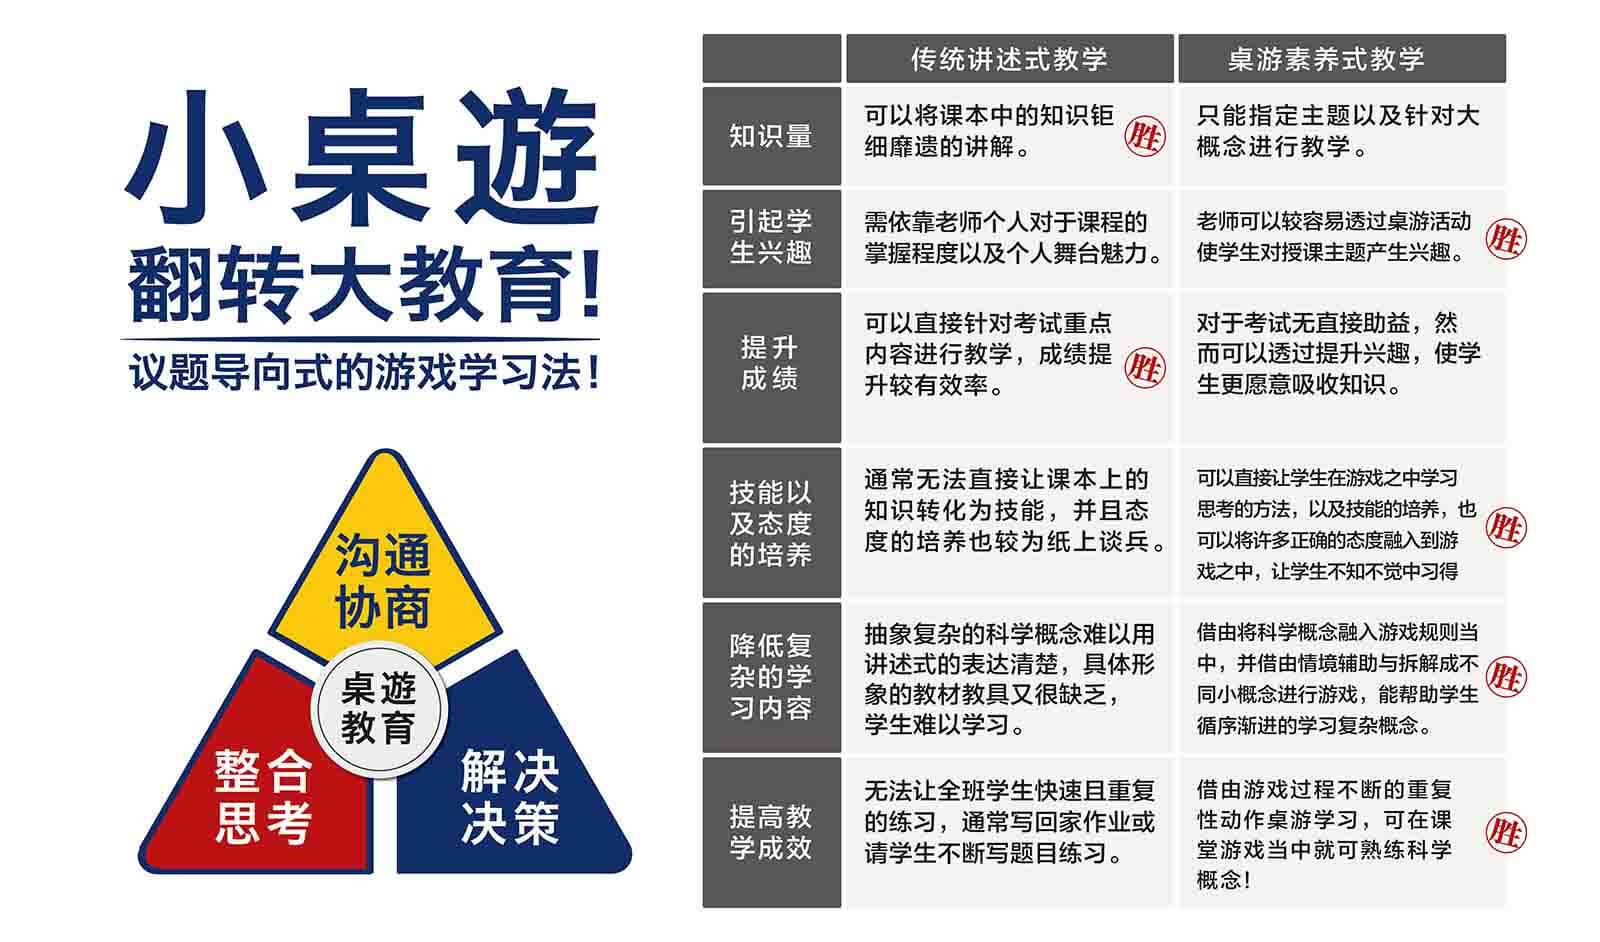 小桌遊
翻转大教育!
议题导向式的游戏学习法!
沟通
协商
桌遊
教育
整合
思考
解决
决策
传统讲述式教学
桌游素养式教学
知识量
可以将课本中的知识钜
细靡遗的讲解。
胜
只能指定主题以及针对大
概念进行教学。
引起学
生兴趣
需依靠老师个人对于课程的
掌握程度以及个人舞台魅力。
老师可以较容易透过桌游活动
使学生对授课主题产生兴趣。
胜
提升
成绩
可以直接针对考试重点
内容进行教学，成绩提
升较有效率。
胜
对于考试无直接助益，然
而可以透过提升兴趣，使学
生更愿意吸收知识。
技能以
及态度
的培养
通常无法直接让课本上的
知识转化为技能，并且态
度的培养也较为纸上谈兵。
可以直接让学生在游戏之中学习
思考的方法，以及技能的培养，也
可以将许多正确的态度融入到游
戏之中，让学生不知不觉中习得
胜
降低复
杂的学
习内容
抽象复杂的科学概念难以用
讲述式的表达清楚，具体形
象的教材教具又很缺乏，
学生难以学习。
借由将科学概念融入游戏规则当
中，并借由情境辅助与拆解成不
同小概念进行游戏，能帮助学生
循序渐进的学习复杂概念。
胜
提高教
学成效
无法让全班学生快速且重复
的练习，通常写回家作业或
请学生不断写题目练习。
借由游戏过程不断的重复
性动作桌游学习，可在课
堂游戏当中就可熟练科学
概念!
胜